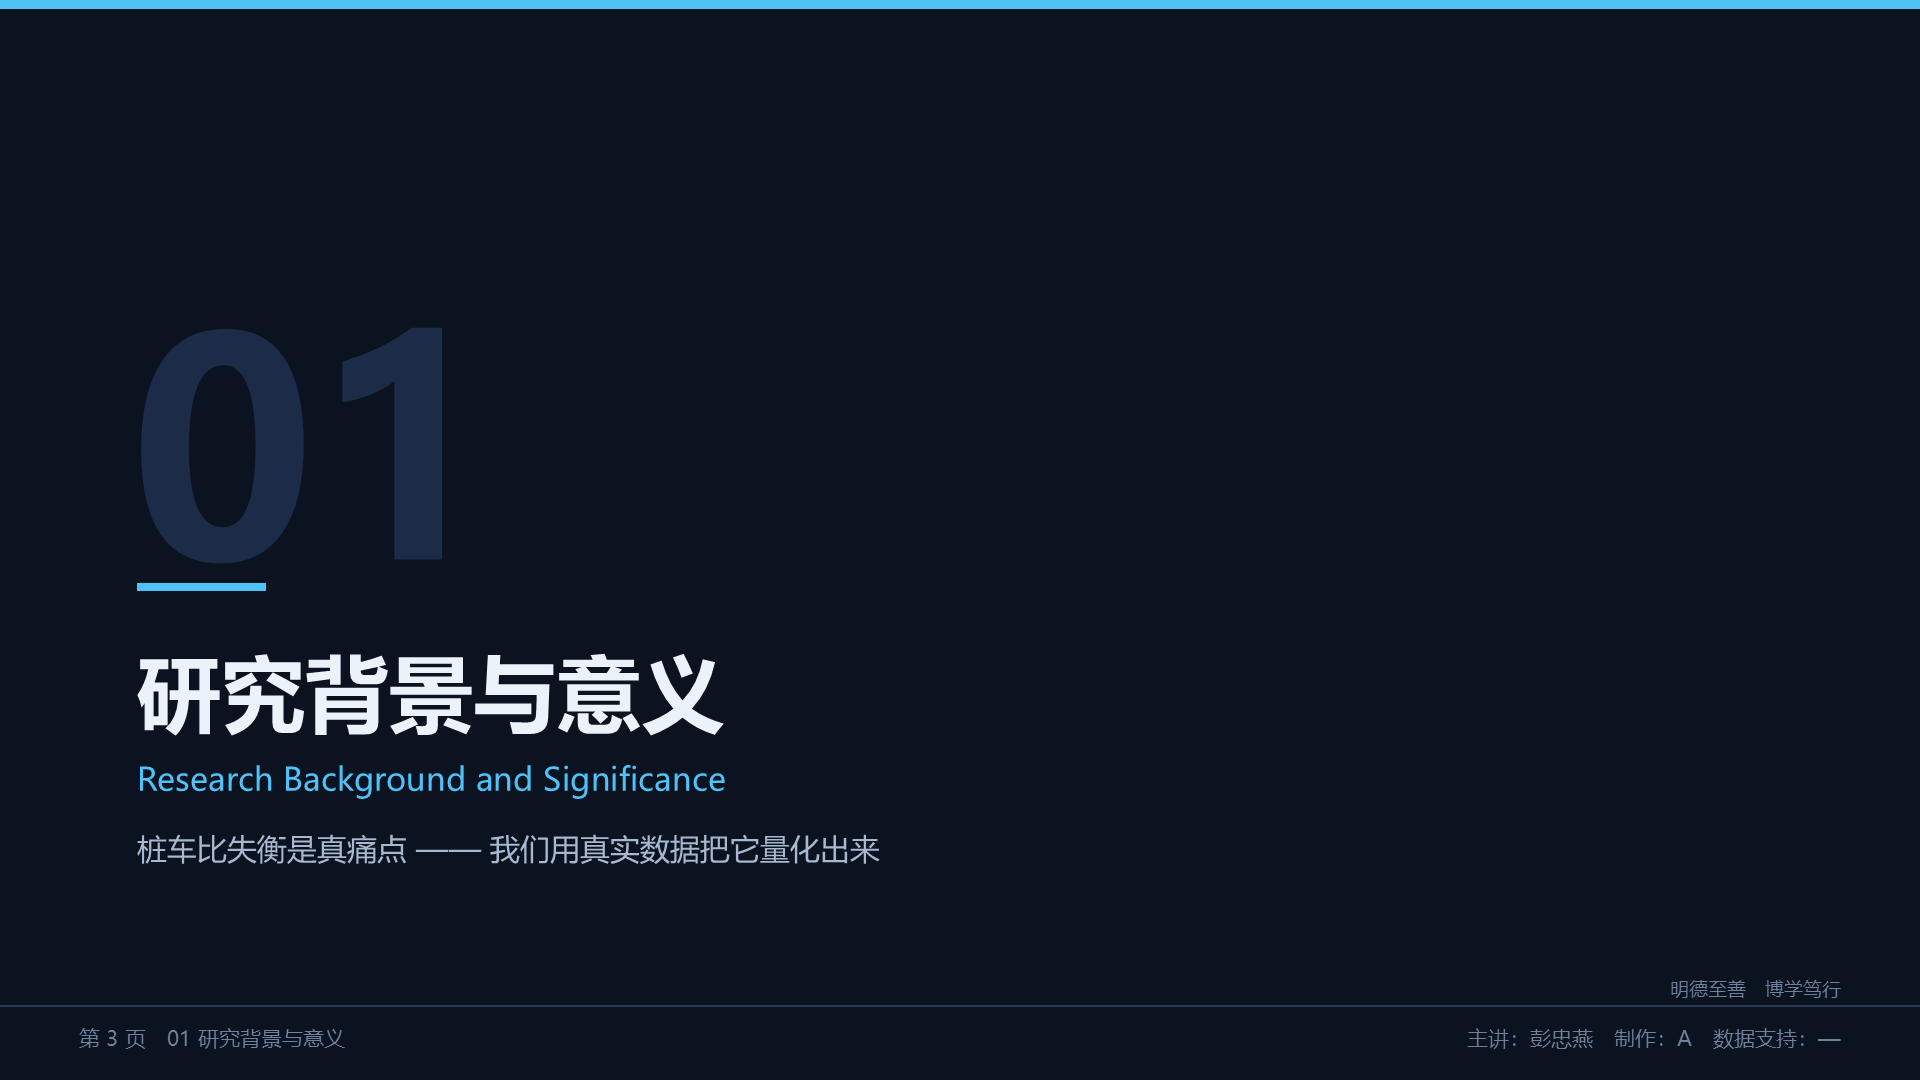 01
研究背景与意义
Research Background and Significance
桩车比失衡是真痛点 —— 我们用真实数据把它量化出来
明德至善　博学笃行
第 3 页　01 研究背景与意义
主讲：彭忠燕　制作：A　数据支持：—